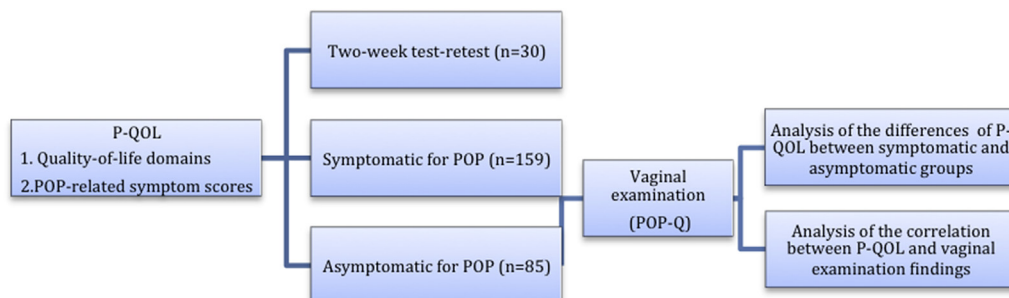 P-QOL
1. Quality-of-life domains
2.POP-related symptom scores
Two-week test-retest (n=30)
Symptomatic for POP (n=159)
Asymptomatic for POP (n=85)
Vaginal
examination
(POP-Q)
Analysis of the differences of P-
QOL between symptomatic and
asymptomatic groups
Analysis of the correlation
between P-QOL and vaginal
examination findings